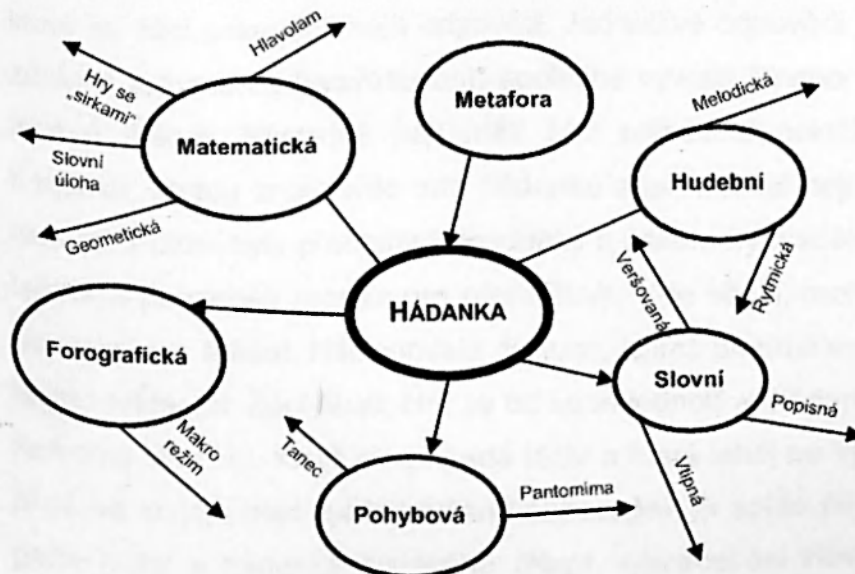 Hlavolam
Hry se
„sirkami“
Matematická
Slovní
úloha
Geometická
Metafora
Melodická
Hudební
Rytmická
Veršovaná
HÁDANKA
Forografická
Makro
režim
Slovní
Popisná
Vtipná
Tanec
Pohybová
Pantomima